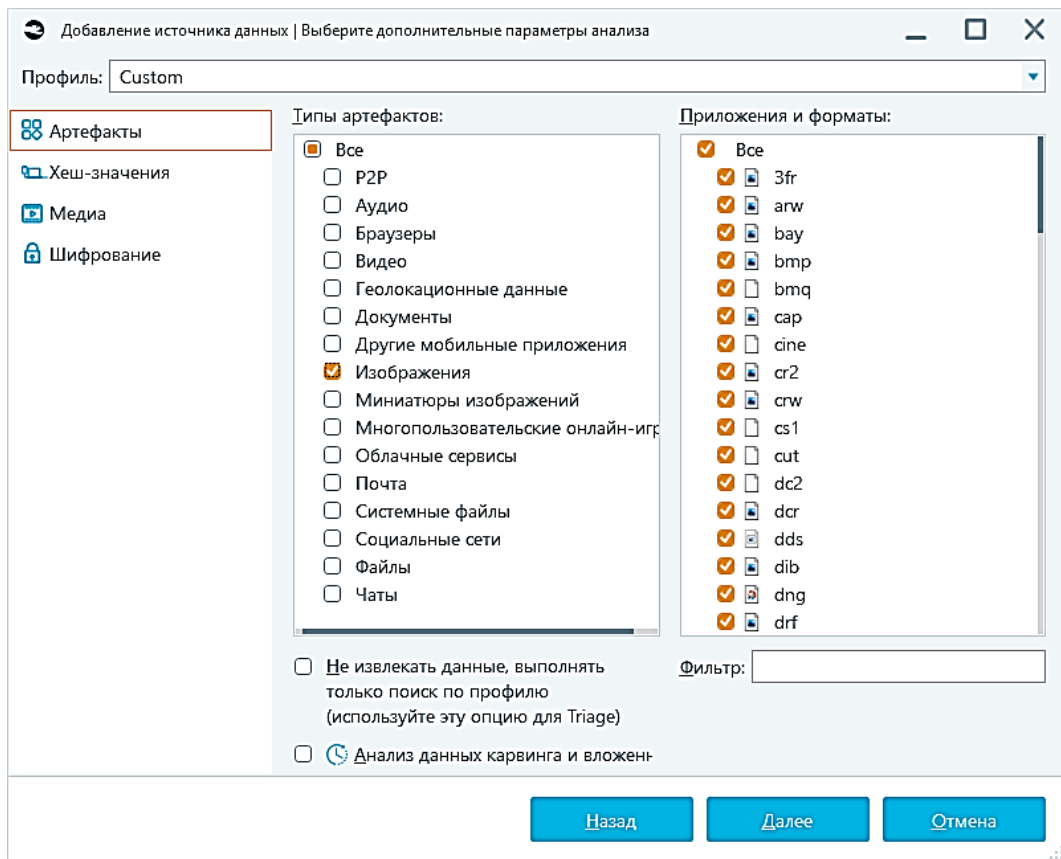 Добавление источника данных | Выберите дополнительные параметры анализа
Профиль: Custom
Артефакты
Хеш-значения
Медиа
Шифрование
Типы артефактов:
Все
P2P
Аудио
Браузеры
Видео
Геолокационные данные
Документы
Другие мобильные приложения
Изображения
Миниатюры изображений
Многопользовательские онлайн-игр
Облачные сервисы
Почта
Системные файлы
Социальные сети
Файлы
Чаты
Приложения и форматы:
Все
3fr
arw
bay
bmp
bmq
cap
cine
cr2
crw
cs1
cut
dc2
dcr
dds
dib
dng
drf
Не извлекать данные, выполнять
только поиск по профилю
(используйте эту опцию для Triage)
Анализ данных карвинга и вложенн
Фильтр:
Назад
Далее
Отмена